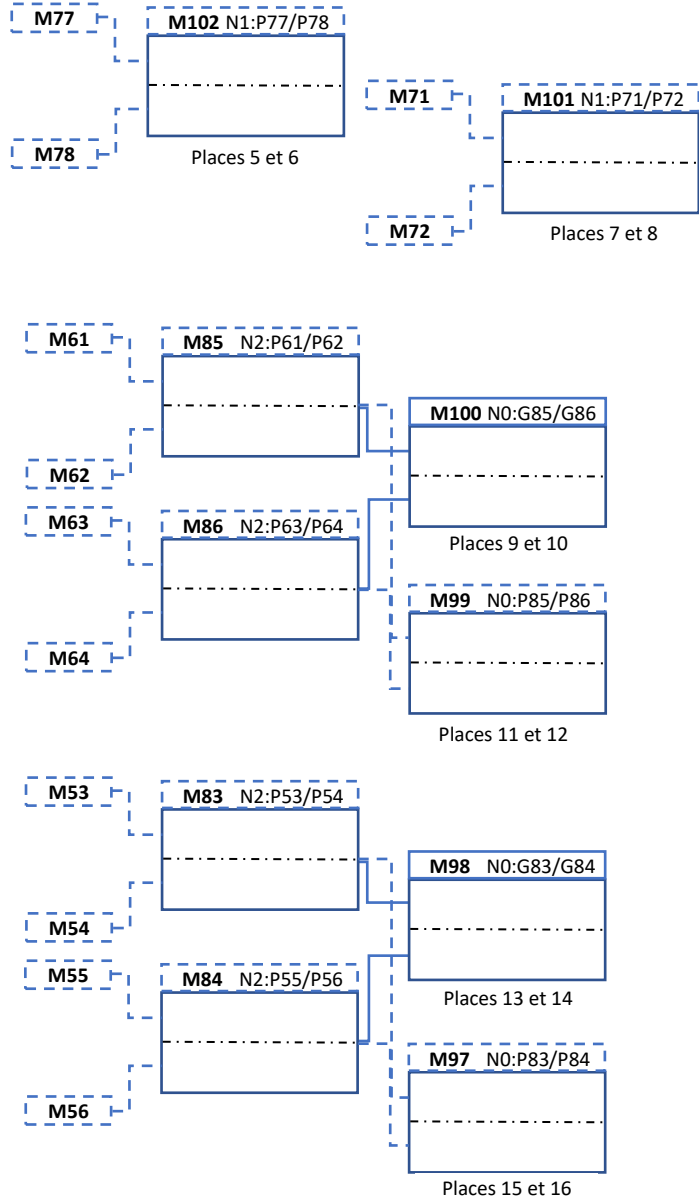 M77
M102 N1:P77/P78
M78
Places 5 et 6
M71
M101 N1:P71/P72
M72
Places 7 et 8
M61
M85 N2:P61/P62
M62
M100 N0:G85/G86
M63
M86 N2:P63/P64
Places 9 et 10
M64
M99 N0:P85/P86
Places 11 et 12
M53
M83 N2:P53/P54
M54
M98 N0:G83/G84
M55
M84 N2:P55/P56
Places 13 et 14
M56
M97 N0:P83/P84
Places 15 et 16